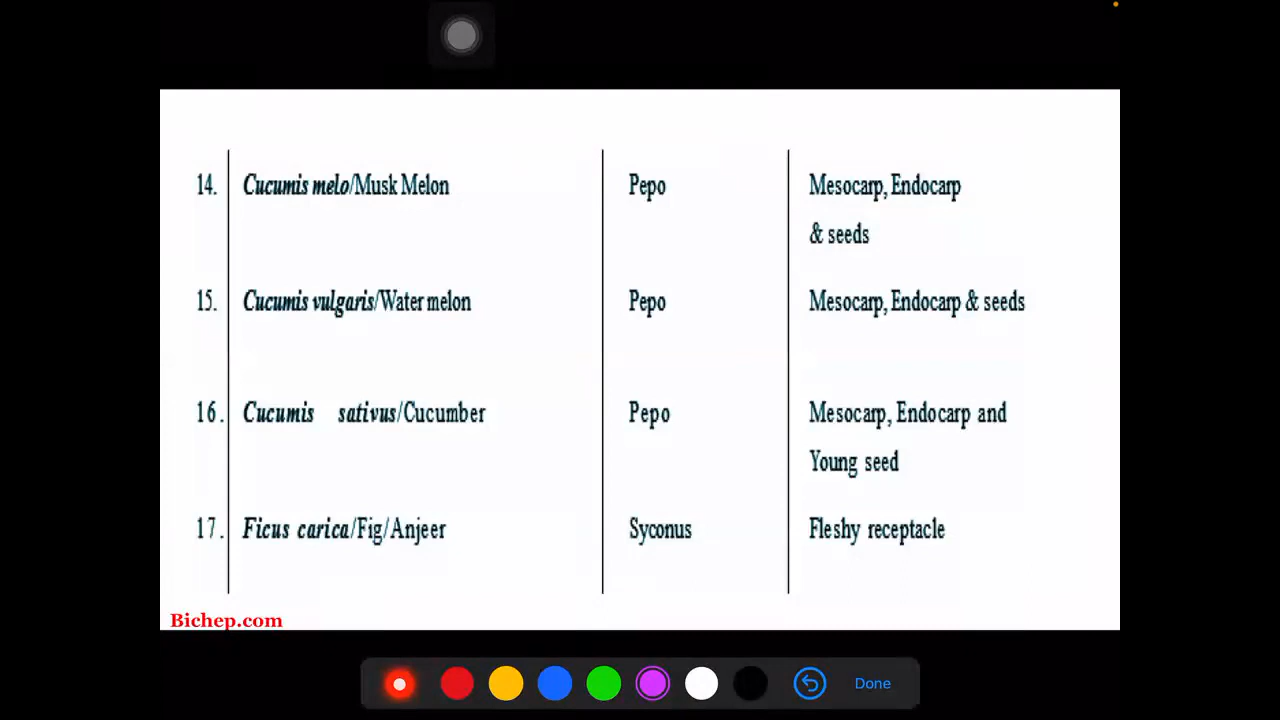 14. Cucumis melo/Musk Melon Pepo Mesocarp, Endocarp
& seeds
15. Cucumis vulgaris/Water melon Pepo Mesocarp, Endocarp & seeds
16. Cucumis sativus/Cucumber Pepo Mesocarp, Endocarp and
Young seed
17. Ficus carica/Fig/Anjeer Syconus Fleshy receptacle
Bichep.com
Done